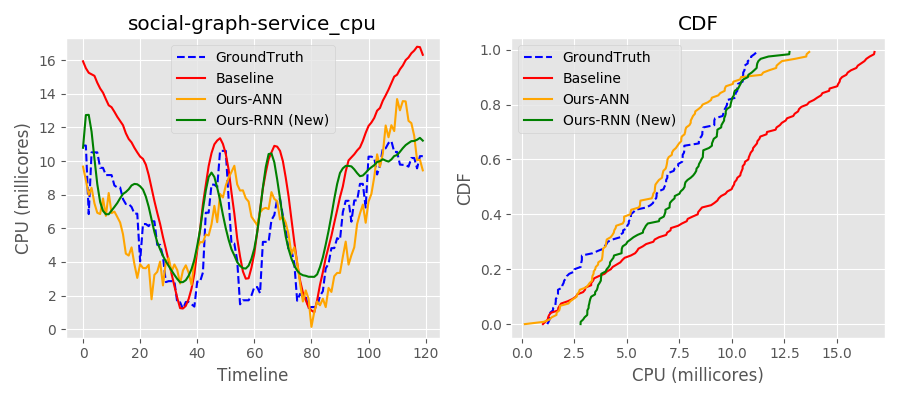 social-graph-service_cpu
CPU (millicores)
16
14
12
10
8
6
4
2
0
GroundTruth
Baseline
Ours-ANN
Ours-RNN (New)
0 20 40 60 80 100 120
Timeline
CDF
CDF
1.0
0.8
0.6
0.4
0.2
0.0
GroundTruth
Baseline
Ours-ANN
Ours-RNN (New)
0.0 2.5 5.0 7.5 10.0 12.5 15.0
CPU (millicores)